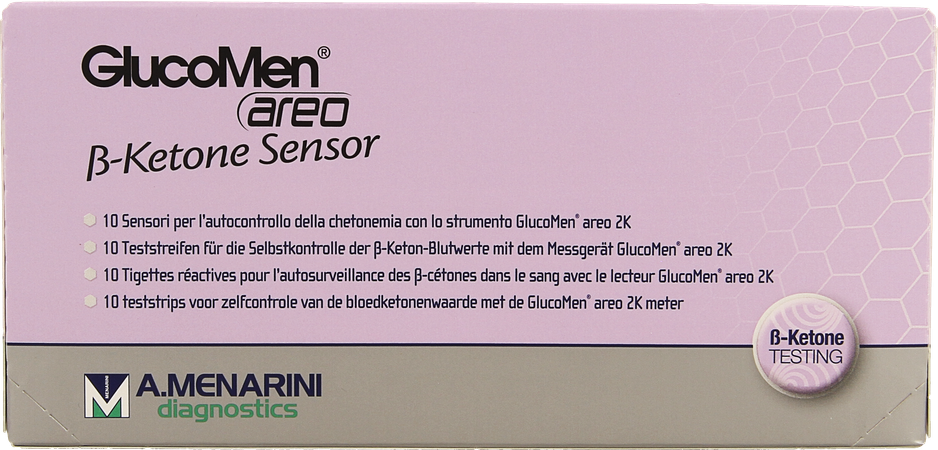 GlucoMen®
areo
β-Ketone Sensor
10 Sensori per l'autocontrollo della chetonemia con lo strumento GlucoMen® areo 2K
10 Teststreifen für die Selbstkontrolle der β-Keton-Blutwerte mit dem Messgerät GlucoMen® areo 2K
10 Tigettes réactives pour l'autosurveillance des β-cétones dans le sang avec le lecteur GlucoMen® areo 2K
10 teststrips voor zelfcontrole van de bloedketonenwaarde met de GlucoMen® areo 2K meter
ß-Ketone
TESTING
MENARINI
A.MENARINI
diagnostics